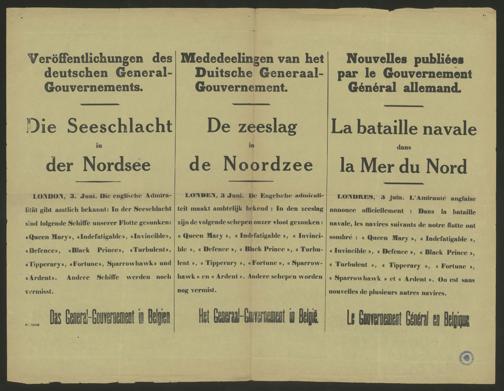 Veröffentlichungen des
deutschen General-
Gouvernements.
Die Seeschlacht
in
der Nordsee
LONDON, 3. Juni. Die englische Admira-
lität gibt amtlich bekannt: In der Seeschlacht
sind folgende Schiffe unserer Flotte gesunken:
«Queen Mary», «Indefatigable», «Invincible»,
«Defence», «Black Prince», «Turbulent»,
«Tipperary», «Fortune», Sparrowhawk» und
«Ardent». Andere Schiffe werden noch
vermisst.
Das General-Gouvernement in Belgien
Mededeelingen van het
Duitsche Generaal-
Gouvernement.
De zeeslag
in
de Noordzee
LONDEN, 3 Juni. De Engelsche admirali-
teit maakt ambtelijk bekend : In den zeeslag
zijn de volgende schepen onzer vloot gezonken :
« Queen Mary », « Indefatigable », « Invinci-
ble », « Defence », « Black Prince », « Turbu-
lent », « Tipperary », « Fortune », « Sparrow-
hawk » en « Ardent ». Andere schepen worden
nog vermist.
Het Generaal-Gouvernement in België.
Nouvelles publiées
par le Gouvernement
Général allemand.
La bataille navale
dans
la Mer du Nord
LONDRES, 3 juin. L'Amirauté anglaise
annonce officiellement : Dans la bataille
navale, les navires suivants de notre flotte ont
sombré : « Queen Mary », « Indefatigable »,
« Invincible », « Defence », « Black Prince »,
« Turbulent », « Tipperary », « Fortune »,
« Sparrowhawk » et « Ardent ». On est sans
nouvelles de plusieurs autres navires.
Le Gouvernement Général en Belgique.